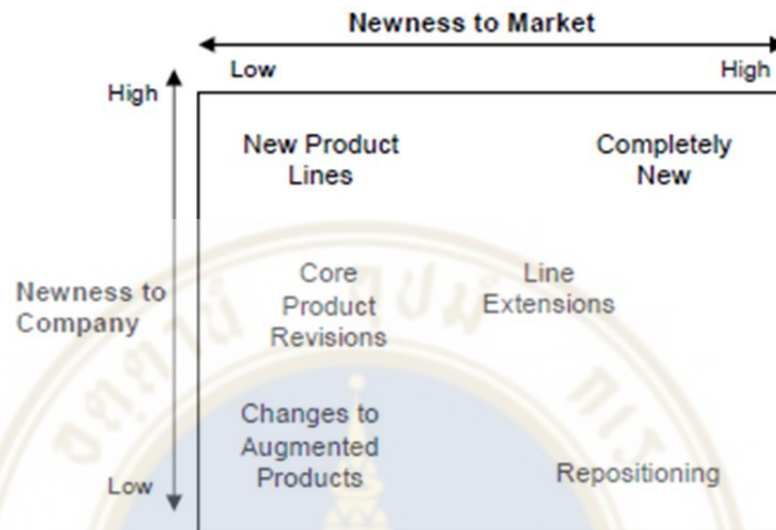 Newness to Market
Low High
High
New Product
Lines
Completely
New
Newness to
Company
Core
Product
Revisions
Line
Extensions
Changes to
Augmented
Products
Low
Repositioning